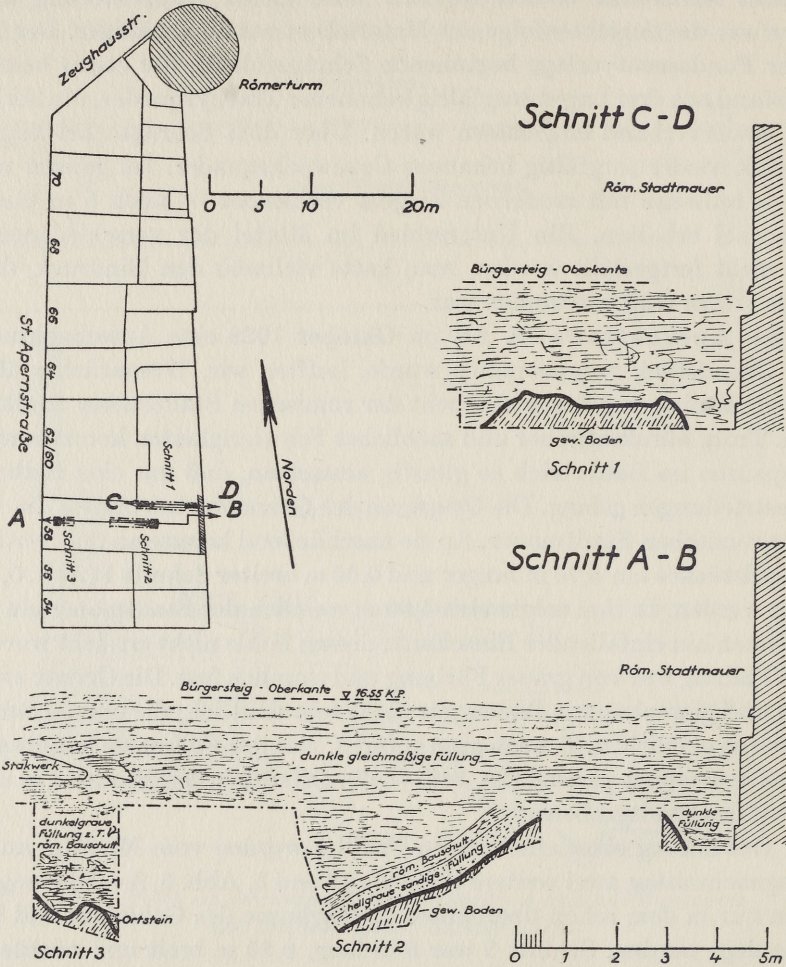 Zeughausstr.
Römerturm
0 5 10 20m
70
68
66
64
62/60
58
55
54
St. Apernstraße
Schnitt 1
C D
A B
Schnitt 2
Schnitt 3
Norden
Schnitt C-D
Röm. Stadtmauer
Bürgersteig - Oberkante
gew. Boden
Schnitt 1
Schnitt A-B
Röm. Stadtmauer
Bürgersteig - Oberkante ▽ 16.55 K.P.
dunkle gleichmäßige Füllung
Stakwerk
dunkelgraue
Füllung z. T.
röm. Bauschutt
röm. Bauschutt
hellgraue sandige Füllung
dunkle
Füllung
Ortstein
gew. Boden
Schnitt 3
Schnitt 2
0 1 2 3 4 5m